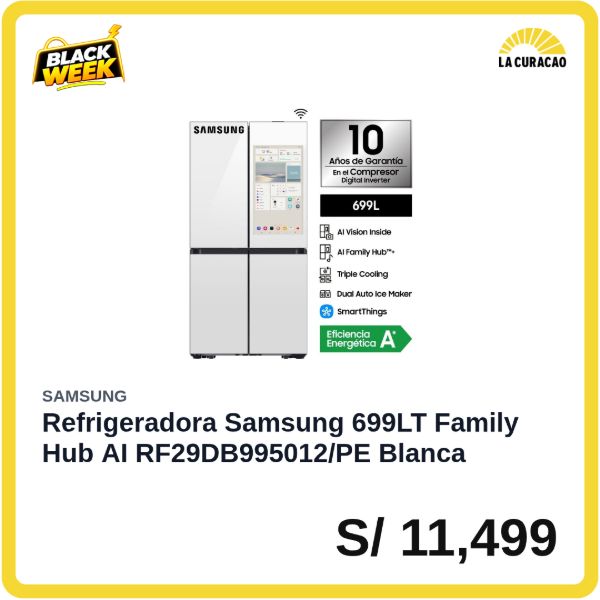 BLACK
WEEK
LA CURACAO
SAMSUNG
10
Años de Garantía
En el Compresor
Digital Inverter
699L
AI Vision Inside
AI Family Hub™+
Triple Cooling
Dual Auto Ice Maker
SmartThings
Eficiencia
Energética A+
SAMSUNG
Refrigeradora Samsung 699LT Family
Hub AI RF29DB995012/PE Blanca
S/ 11,499